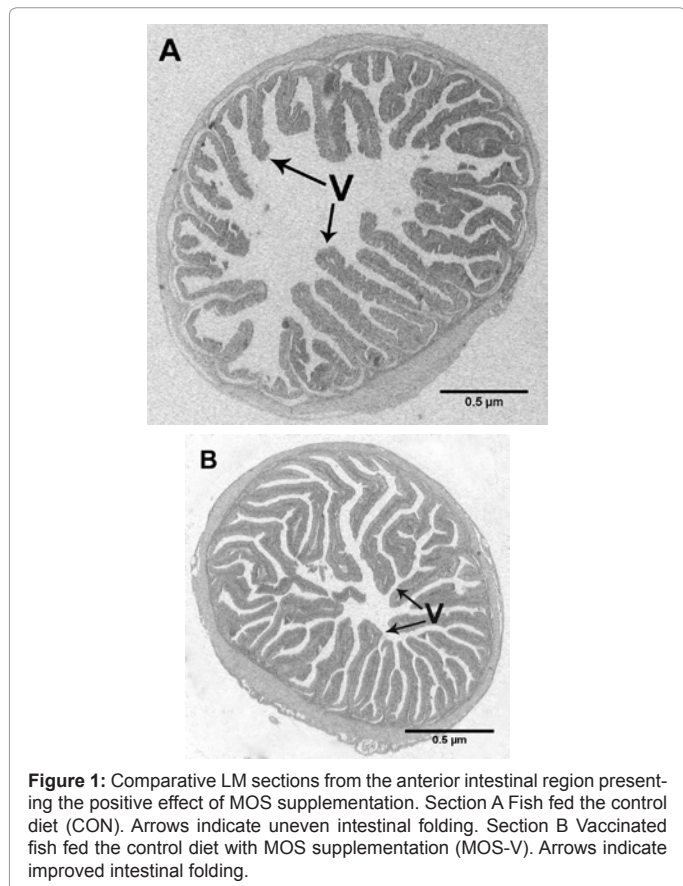 A
V
0.5 µm
B
V
0.5 µm
Figure 1: Comparative LM sections from the anterior intestinal region present-
ing the positive effect of MOS supplementation. Section A Fish fed the control
diet (CON). Arrows indicate uneven intestinal folding. Section B Vaccinated
fish fed the control diet with MOS supplementation (MOS-V). Arrows indicate
improved intestinal folding.